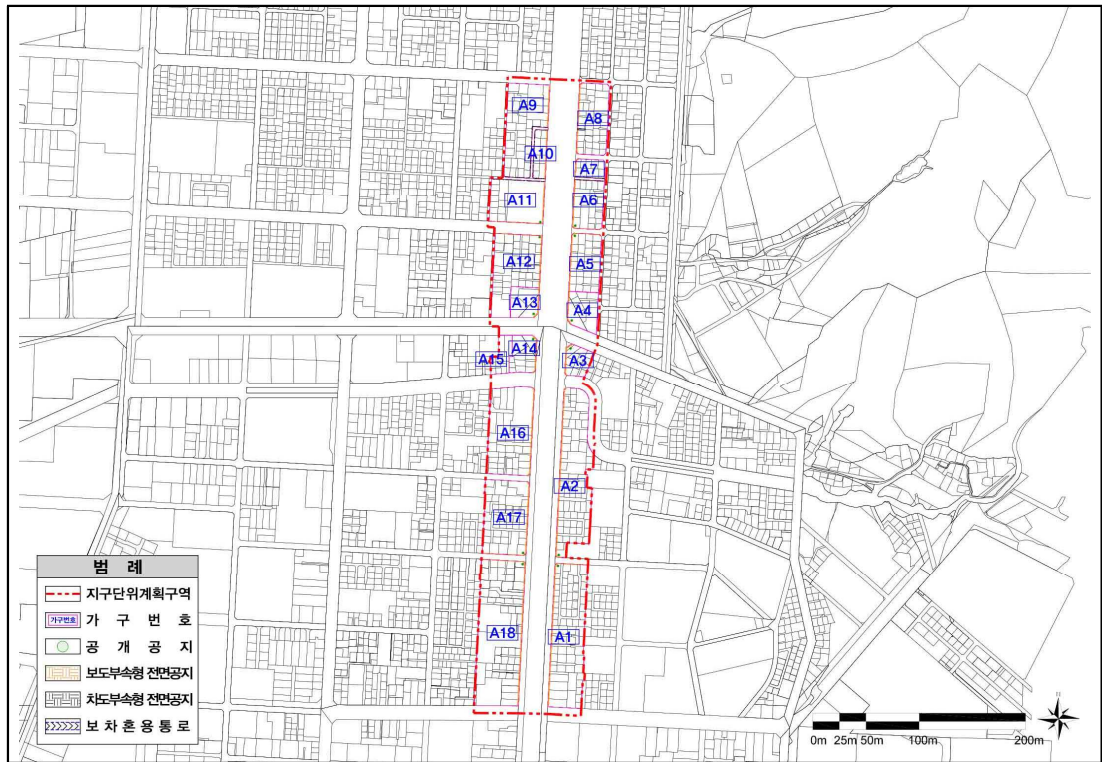 A9
A8
A10
A7
A11
A6
A12
A5
A13
A4
A14
A15
A3
A16
A2
A17
A18
A1
범 례
지구단위계획구역
가구번호
가 구 번 호
공 개 공 지
보도부속형 전면공지
차도부속형 전면공지
보 차 혼 용 통 로
0m 25m 50m 100m 200m